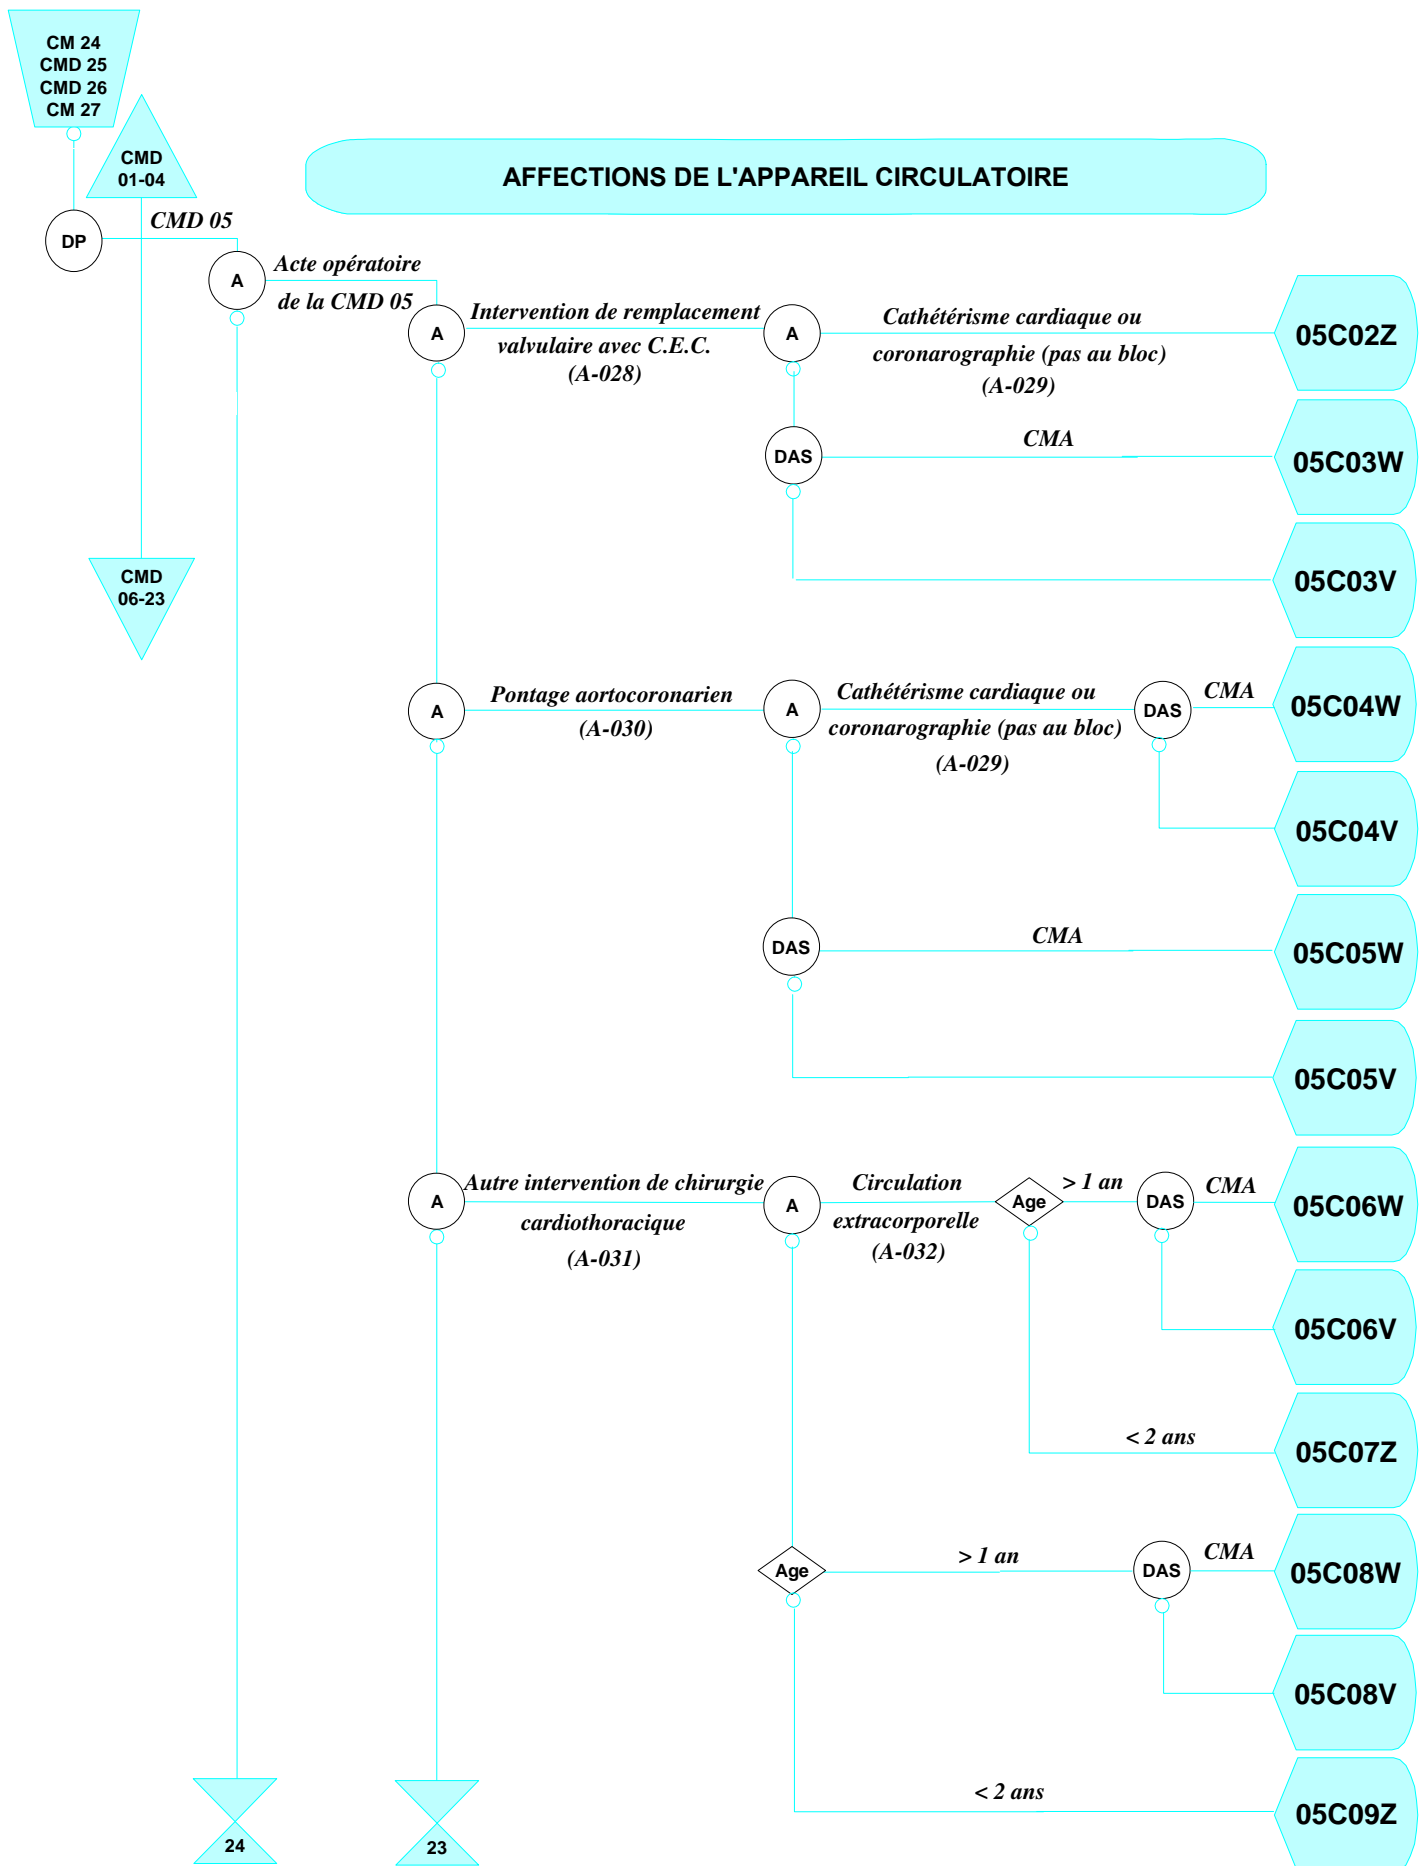 CM 24
CMD 25
CMD 26
CM 27
CMD
01-04
AFFECTIONS DE L'APPAREIL CIRCULATOIRE
DP
CMD 05
A
Acte opératoire
de la CMD 05
A
Intervention de remplacement
valvulaire avec C.E.C.
(A-028)
A
Cathétérisme cardiaque ou
coronarographie (pas au bloc)
(A-029)
05C02Z
DAS
CMA
05C03W
05C03V
CMD
06-23
A
Pontage aortocoronarien
(A-030)
A
Cathétérisme cardiaque ou
coronarographie (pas au bloc)
(A-029)
DAS
CMA
05C04W
05C04V
DAS
CMA
05C05W
05C05V
A
Autre intervention de chirurgie
cardiothoracique
(A-031)
A
Circulation
extracorporelle
(A-032)
Age
> 1 an
DAS
CMA
05C06W
05C06V
< 2 ans
05C07Z
Age
> 1 an
DAS
CMA
05C08W
05C08V
< 2 ans
05C09Z
24
23